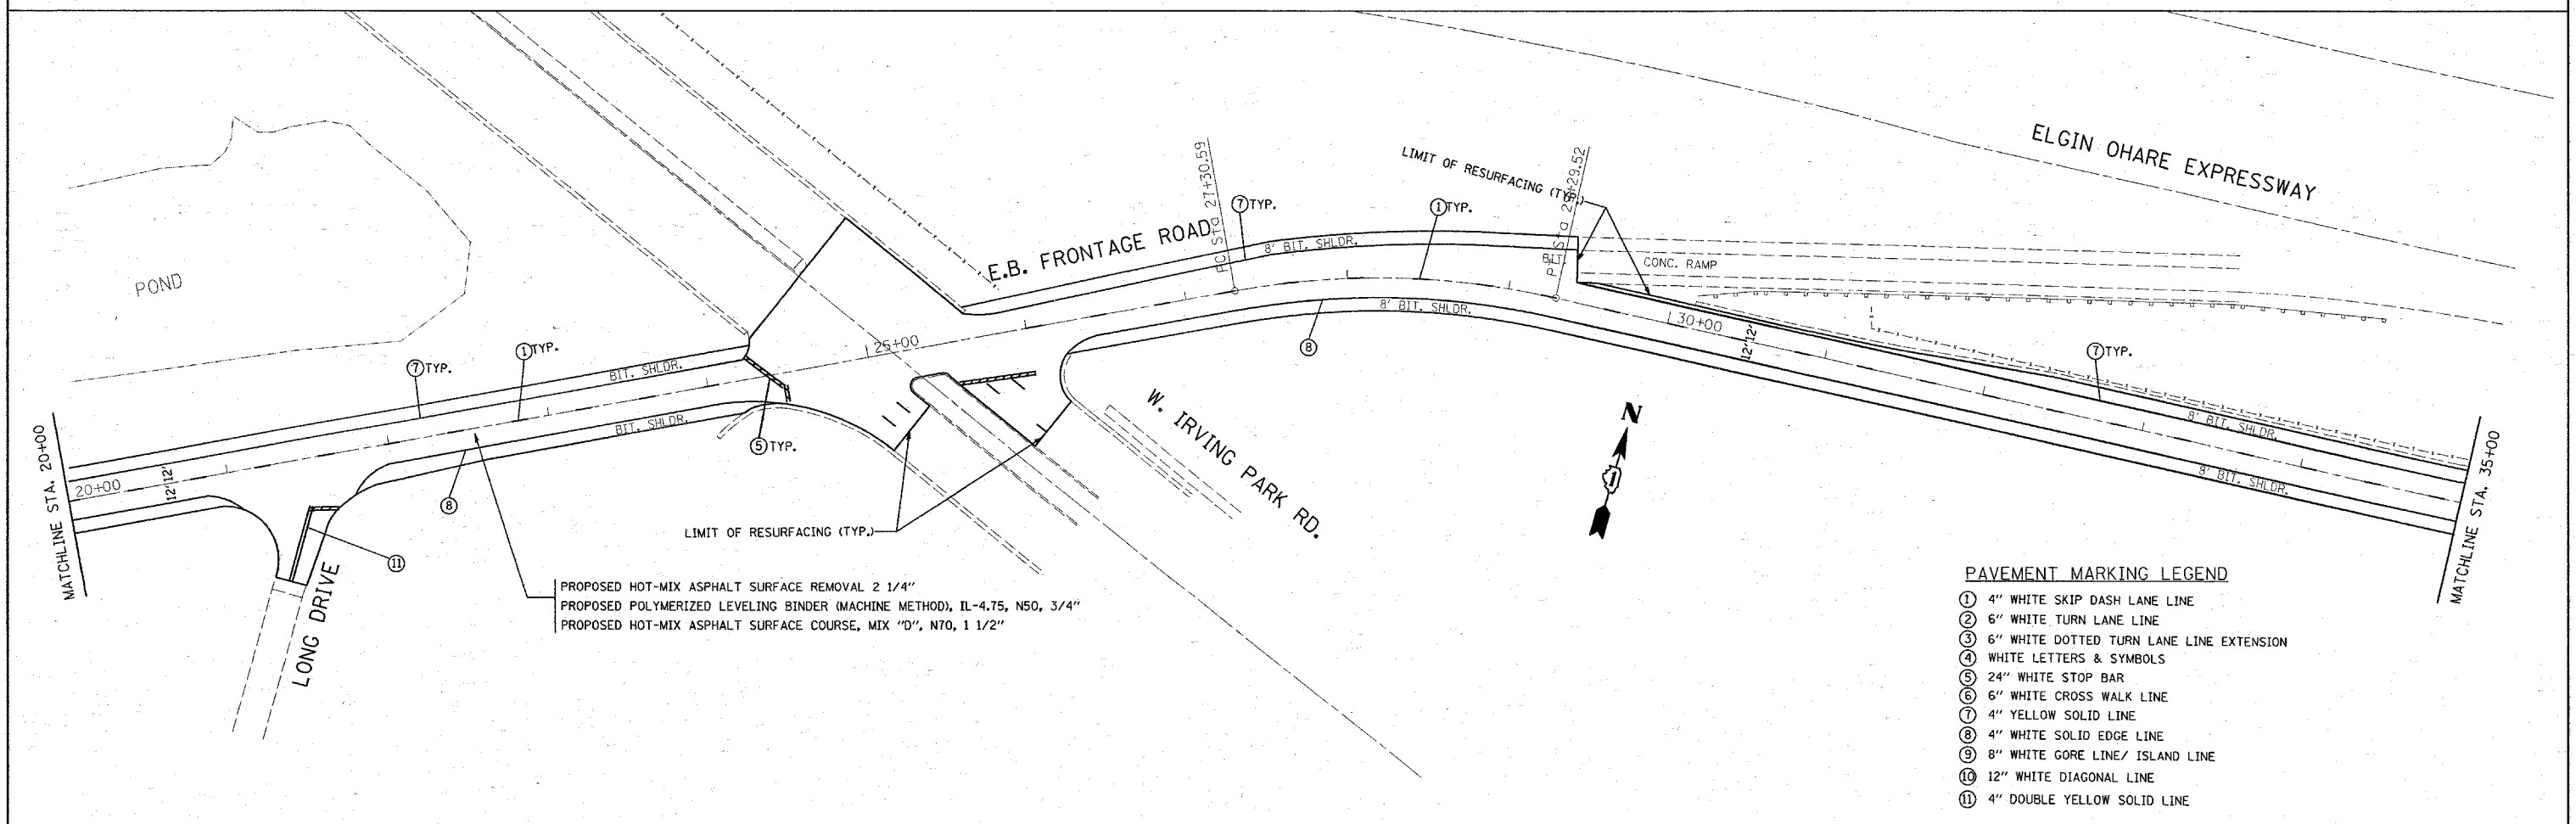 ELGIN OHARE EXPRESSWAY
LIMIT OF RESURFACING (TYP.)
PC Sta 27+30.59
29+29.52
7 TYP.
1 TYP.
E.B. FRONTAGE ROAD
8' BIT. SHLDR.
BIT.
CONC. RAMP
POND
8' BIT. SHLDR.
30+00
12' 12'
25+00
8
1 TYP.
7 TYP.
BIT. SHLDR.
7 TYP.
W. IRVING PARK RD.
N
1
8' BIT. SHLDR.
BIT. SHLDR.
5 TYP.
MATCHLINE STA. 20+00
20+00
12' 12'
8
8' BIT. SHLDR.
MATCHLINE STA. 35+00
LIMIT OF RESURFACING (TYP.)
11
LONG DRIVE
PROPOSED HOT-MIX ASPHALT SURFACE REMOVAL 2 1/4"
PROPOSED POLYMERIZED LEVELING BINDER (MACHINE METHOD), IL-4.75, N50, 3/4"
PROPOSED HOT-MIX ASPHALT SURFACE COURSE, MIX "D", N70, 1 1/2"
PAVEMENT MARKING LEGEND
1 4" WHITE SKIP DASH LANE LINE
2 6" WHITE TURN LANE LINE
3 6" WHITE DOTTED TURN LANE LINE EXTENSION
4 WHITE LETTERS & SYMBOLS
5 24" WHITE STOP BAR
6 6" WHITE CROSS WALK LINE
7 4" YELLOW SOLID LINE
8 4" WHITE SOLID EDGE LINE
9 8" WHITE GORE LINE/ ISLAND LINE
10 12" WHITE DIAGONAL LINE
11 4" DOUBLE YELLOW SOLID LINE